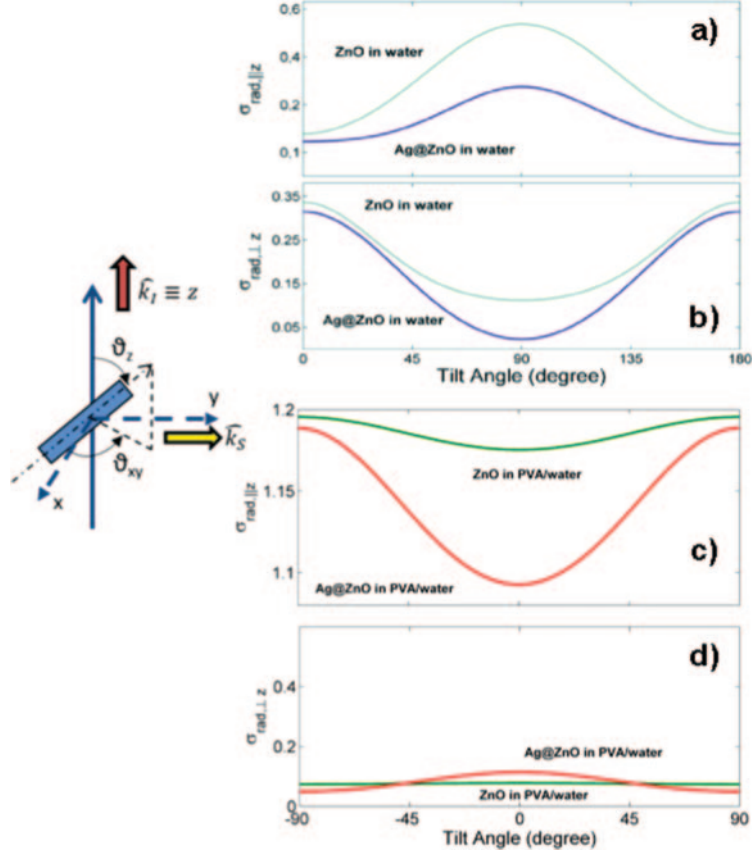 0.6
a)
ZnO in water
0.4
σrad,||z
0.2
Ag@ZnO in water
0.1
0.35
ZnO in water
0.25
σrad,⊥ z
0.15
b)
Ag@ZnO in water
0.05
0 45 90 135 180
Tilt Angle (degree)
k̂I ≡ z
ϑz
y
k̂S
ϑxy
x
1.2
ZnO in PVA/water
σrad,||z
1.15
c)
1.1
Ag@ZnO in PVA/water
d)
σrad,⊥ z
0.4
Ag@ZnO in PVA/water
0.2
ZnO in PVA/water
0
-90 -45 0 45 90
Tilt Angle (degree)